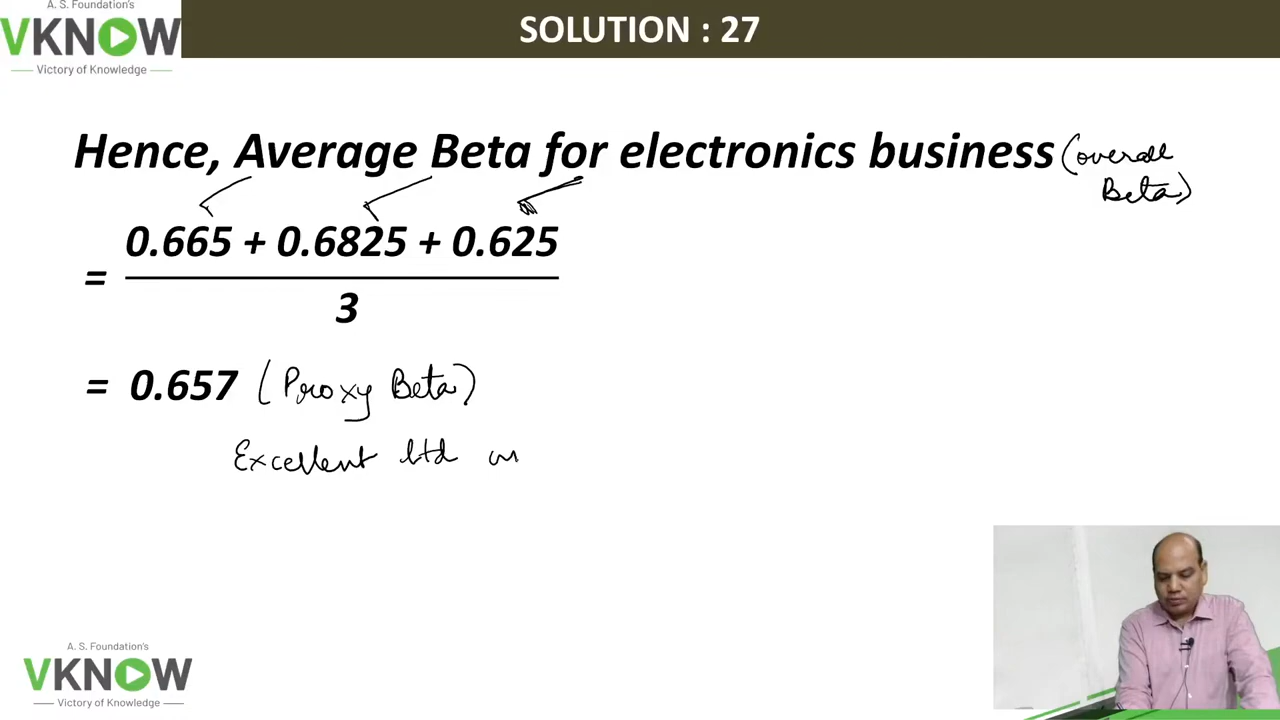 A. S. Foundation's
VKNOW
Victory of Knowledge
SOLUTION : 27
Hence, Average Beta for electronics business (overall
Beta)
0.665 + 0.6825 + 0.625
=
3
= 0.657 (Proxy Beta)
Excellent Ltd
A. S. Foundation's
VKNOW
Victory of Knowledge